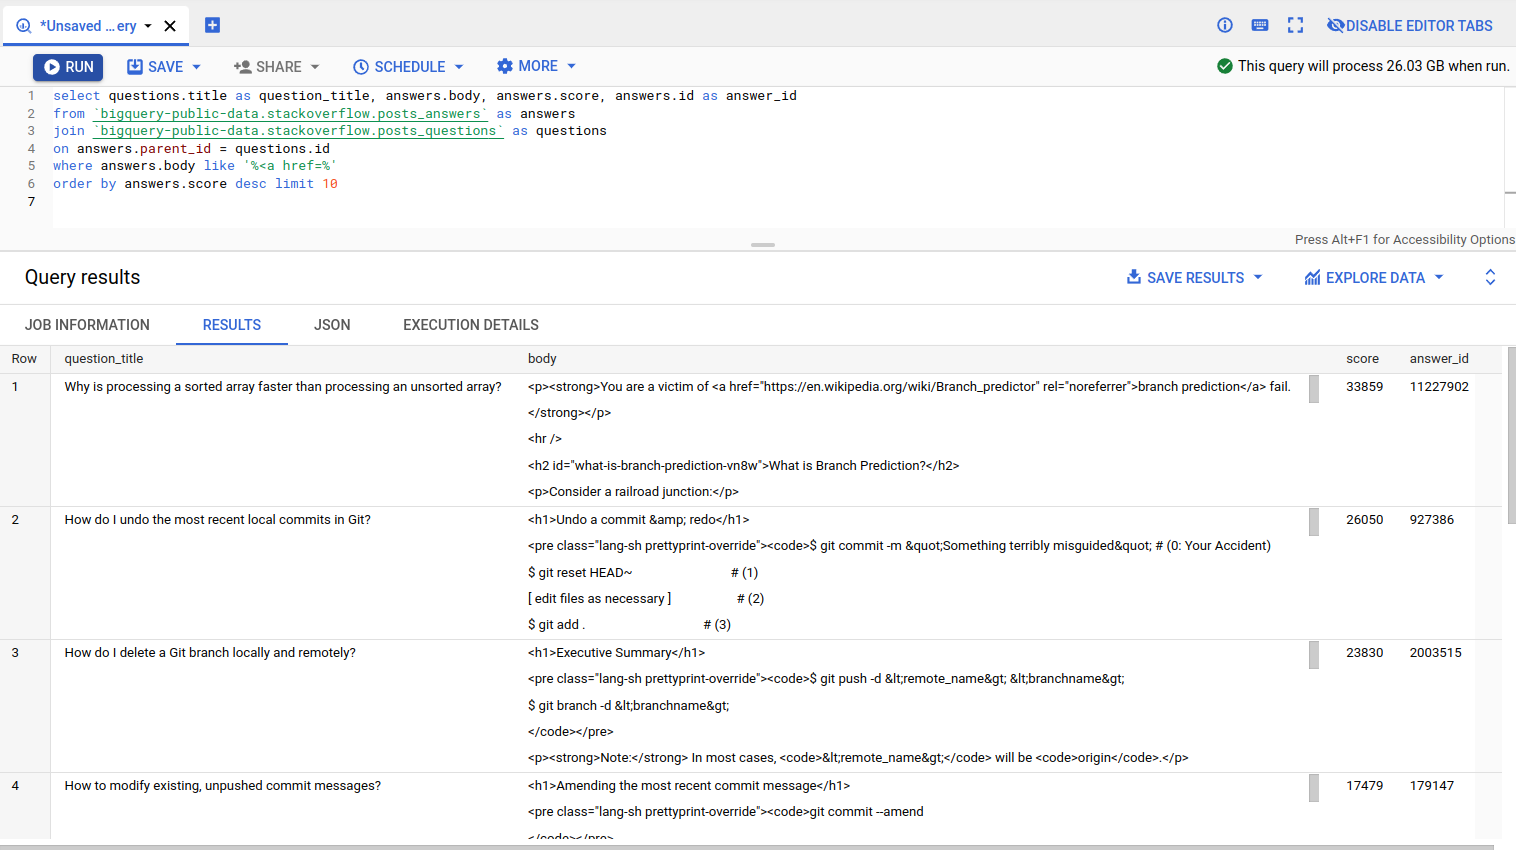 *Unsaved ...ery
DISABLE EDITOR TABS
RUN SAVE SHARE SCHEDULE MORE This query will process 26.03 GB when run.
1 select questions.title as question_title, answers.body, answers.score, answers.id as answer_id
2 from `bigquery-public-data.stackoverflow.posts_answers` as answers
3 join `bigquery-public-data.stackoverflow.posts_questions` as questions
4 on answers.parent_id = questions.id
5 where answers.body like '%<a href=%'
6 order by answers.score desc limit 10
7
Press Alt+F1 for Accessibility Options
Query results SAVE RESULTS EXPLORE DATA
JOB INFORMATION RESULTS JSON EXECUTION DETAILS
Row question_title body score answer_id
1 Why is processing a sorted array faster than processing an unsorted array? <p><strong>You are a victim of <a href="https://en.wikipedia.org/wiki/Branch_predictor" rel="noreferrer">branch prediction</a> fail. 33859 11227902
</strong></p>
<hr />
<h2 id="what-is-branch-prediction-vn8w">What is Branch Prediction?</h2>
<p>Consider a railroad junction:</p>
2 How do I undo the most recent local commits in Git? <h1>Undo a commit &amp; redo</h1> 26050 927386
<pre class="lang-sh prettyprint-override"><code>$ git commit -m &quot;Something terribly misguided&quot; # (0: Your Accident)
$ git reset HEAD~ # (1)
[ edit files as necessary ] # (2)
$ git add . # (3)
3 How do I delete a Git branch locally and remotely? <h1>Executive Summary</h1> 23830 2003515
<pre class="lang-sh prettyprint-override"><code>$ git push -d &lt;remote_name&gt; &lt;branchname&gt;
$ git branch -d &lt;branchname&gt;
</code></pre>
<p><strong>Note:</strong> In most cases, <code>&lt;remote_name&gt;</code> will be <code>origin</code>.</p>
4 How to modify existing, unpushed commit messages? <h1>Amending the most recent commit message</h1> 17479 179147
<pre class="lang-sh prettyprint-override"><code>git commit --amend
</code></pre>